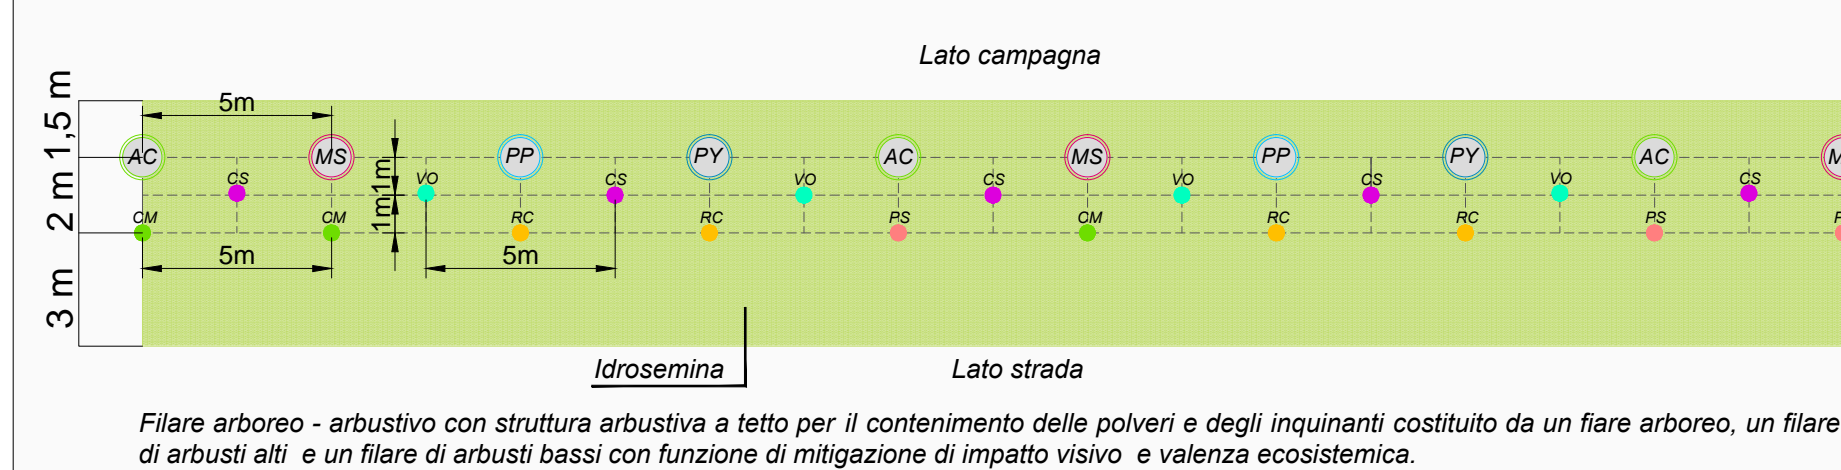 Lato campagna
1,5 m
5m
AC MS PP PY AC MS PP PY AC M
1m
CS VO CS VO CS VO CS VO CS
2 m
1m
CM CM RC RC PS CM RC RC PS
5m 5m
3 m
Idrosemina
Lato strada
Filare arboreo - arbustivo con struttura arbustiva a tetto per il contenimento delle polveri e degli inquinanti costituito da un fiare arboreo, un filare
di arbusti alti e un filare di arbusti bassi con funzione di mitigazione di impatto visivo e valenza ecosistemica.